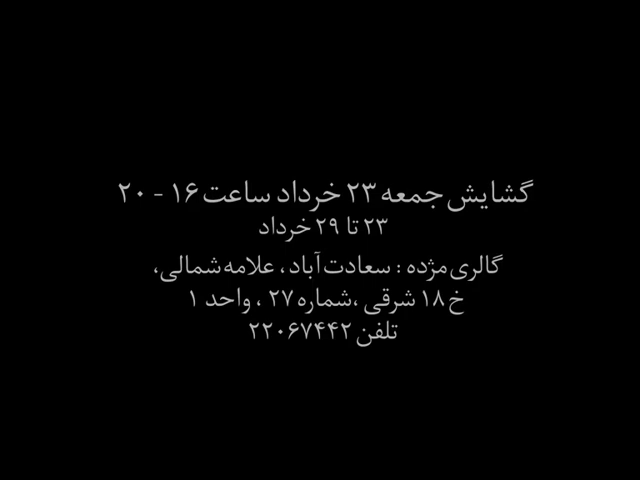 گشایش جمعه ۲۳ خرداد ساعت ۱۶ - ۲۰
۲۳ تا ۲۹ خرداد
گالری مژده : سعادت آباد ، علامه شمالی،
خ ۱۸ شرقی ،شماره ۲۷ ، واحد ۱
تلفن ۲۲۰۶۷۴۴۲